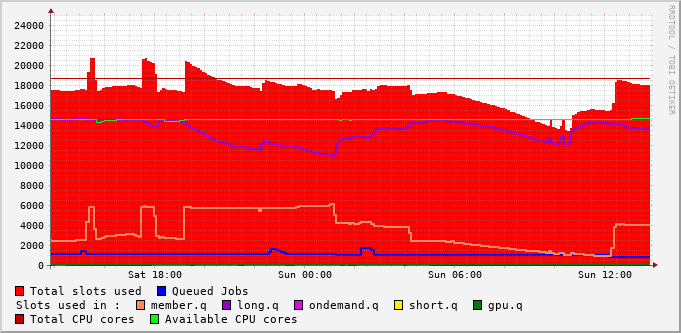 24000
22000
20000
18000
16000
14000
12000
10000
8000
6000
4000
2000
0
Sat 18:00 Sun 00:00 Sun 06:00 Sun 12:00
RRDTOOL / TOBI OETIKER
Total slots used Queued Jobs
Slots used in : member.q long.q ondemand.q short.q gpu.q
Total CPU cores Available CPU cores